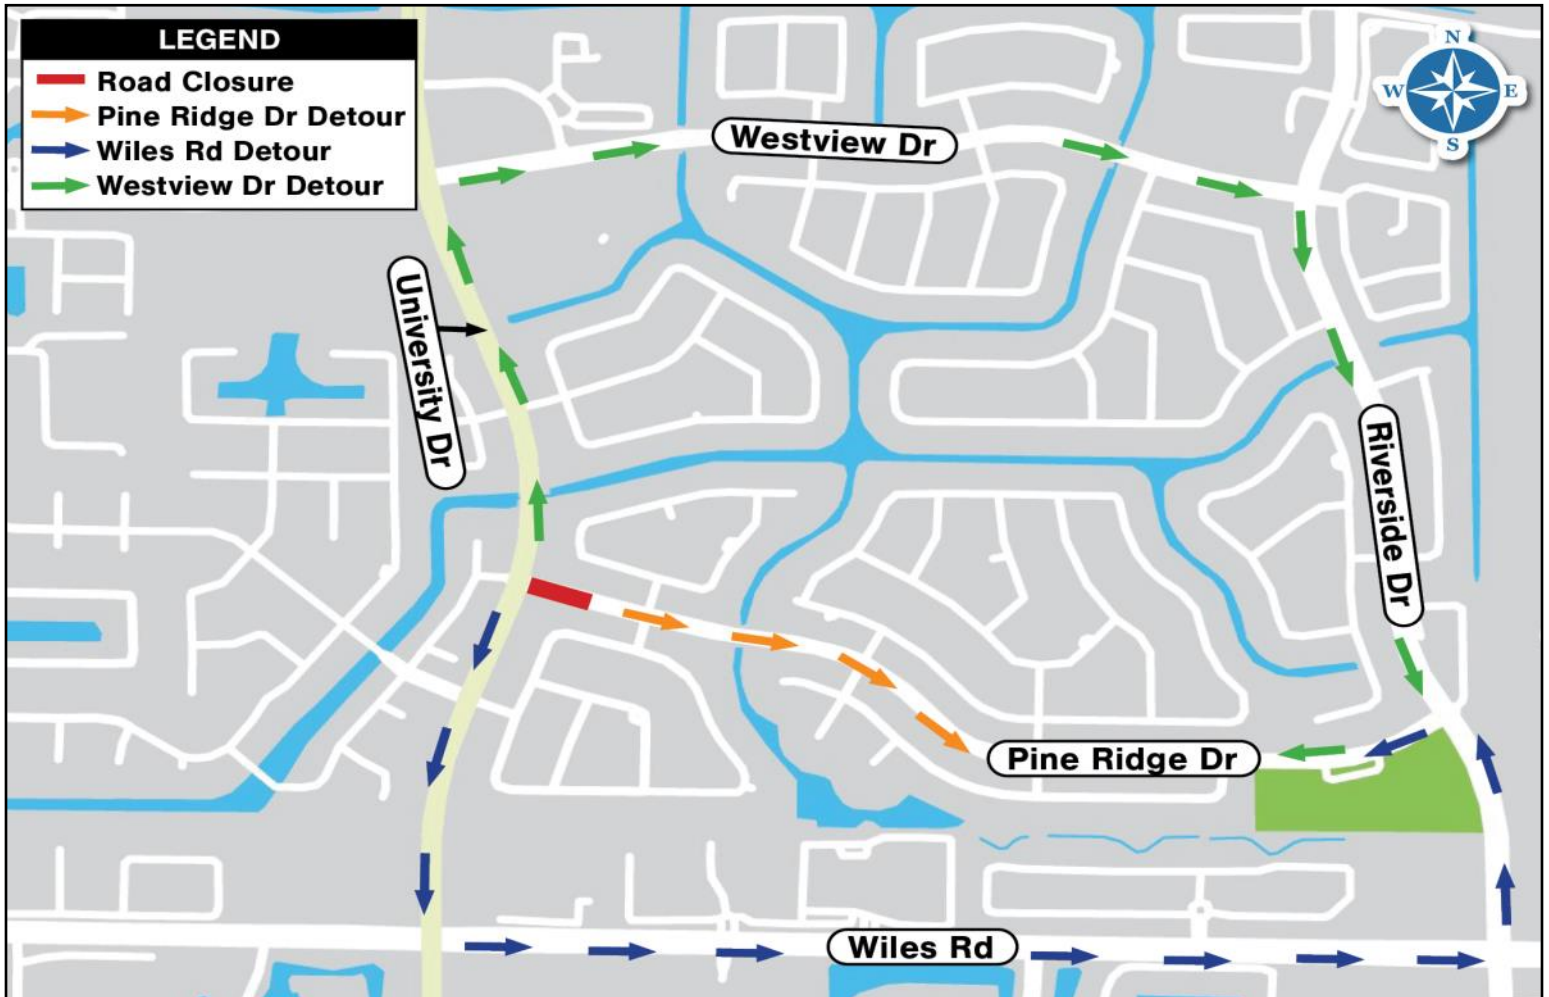 LEGEND
Road Closure
Pine Ridge Dr Detour
Wiles Rd Detour
Westview Dr Detour
N
W E
S
Westview Dr
University Dr
Riverside Dr
Pine Ridge Dr
Wiles Rd